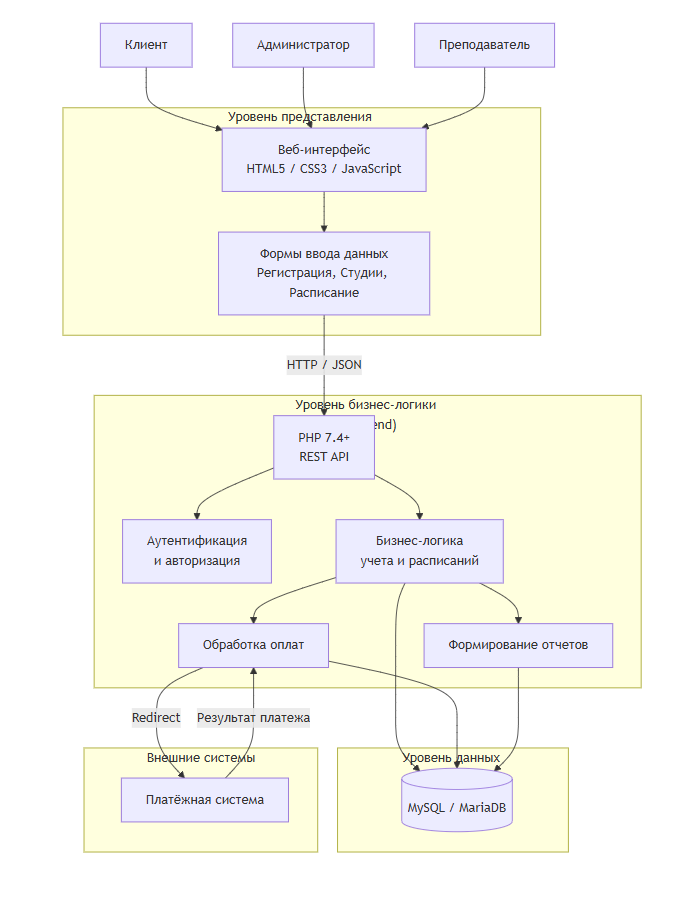 Клиент
Администратор
Преподаватель
Уровень представления
Веб-интерфейс
HTML5 / CSS3 / JavaScript
Формы ввода данных
Регистрация, Студии,
Расписание
HTTP / JSON
Уровень бизнес-логики
end)
PHP 7.4+
REST API
Аутентификация
и авторизация
Бизнес-логика
учета и расписаний
Обработка оплат
Формирование отчетов
Redirect
Результат платежа
Внешние системы
Уровень данных
Платёжная система
MySQL / MariaDB